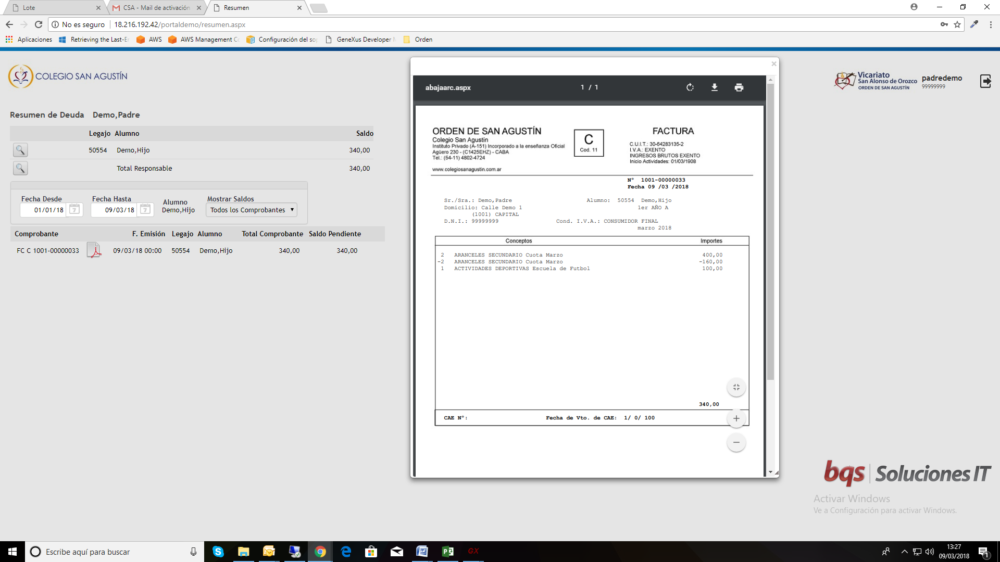 Lote
CSA - Mail de activación
Resumen
No es seguro
18.216.192.42/portaldemo/resumen.aspx
Aplicaciones
Retrieving the Last-E
AWS
AWS Management Co
Configuración del sop
GeneXus Developer
Orden
COLEGIO SAN AGUSTÍN
Vicariato
San Alonso de Orozco
ORDEN DE SAN AGUSTÍN
padredemo
99999999
Resumen de Deuda Demo,Padre
Legajo Alumno Saldo
50554 Demo,Hijo 340,00
Total Responsable 340,00
Fecha Desde Fecha Hasta Alumno Mostrar Saldos
01/01/18 09/03/18 Demo,Hijo Todos los Comprobantes
Comprobante F. Emisión Legajo Alumno Total Comprobante Saldo Pendiente
FC C 1001-00000033 09/03/18 00:00 50554 Demo,Hijo 340,00 340,00
abajaarc.aspx 1 / 1
ORDEN DE SAN AGUSTÍN
Colegio San Agustín
Instituto Privado (A-151) Incorporado a la enseñanza Oficial
Agüero 230 - (C1425EHZ) - CABA
Tel.: (54-11) 4802-4724
www.colegiosanagustin.com.ar
C
Cod. 11
FACTURA
C.U.I.T.: 30-64283135-2
I.V.A.: EXENTO
INGRESOS BRUTOS EXENTO
Inicio Actividades: 01/03/1908
Nº 1001-00000033
Fecha 09 /03 /2018
Sr./Sra.: Demo,Padre Alumno: 50554 Demo,Hijo
Domicilio: Calle Demo 1 1er AÑO A
(1001) CAPITAL
D.N.I.: 99999999 Cond. I.V.A.: CONSUMIDOR FINAL
marzo 2018
Conceptos Importes
2 ARANCELES SECUNDARIO Cuota Marzo 400,00
-2 ARANCELES SECUNDARIO Cuota Marzo -160,00
1 ACTIVIDADES DEPORTIVAS Escuela de Futbol 100,00
340,00
CAE Nº: Fecha de Vto. de CAE: 1/ 0/ 100
bqs Soluciones IT
Activar Windows
Ve a Configuración para activar Windows.
Escribe aquí para buscar
GX
13:27
09/03/2018
1